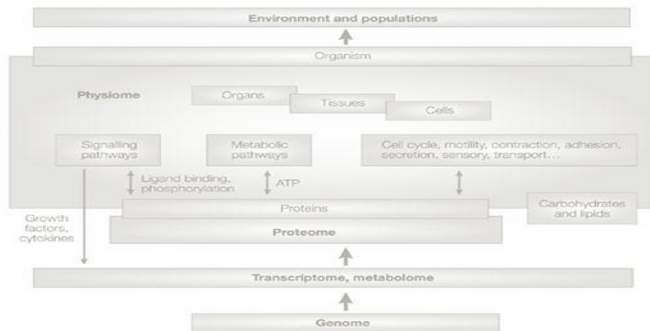 Environment and populations
Organism
Physiome
Organs
Tissues
Cells
Signalling
pathways
Metabolic
pathways
Cell cycle, motility, contraction, adhesion,
secretion, sensory, transport...
Ligand binding,
phosphorylation
ATP
Growth
factors,
cytokines
Proteins
Carbohydrates
and lipids
Proteome
Transcriptome, metabolome
Genome